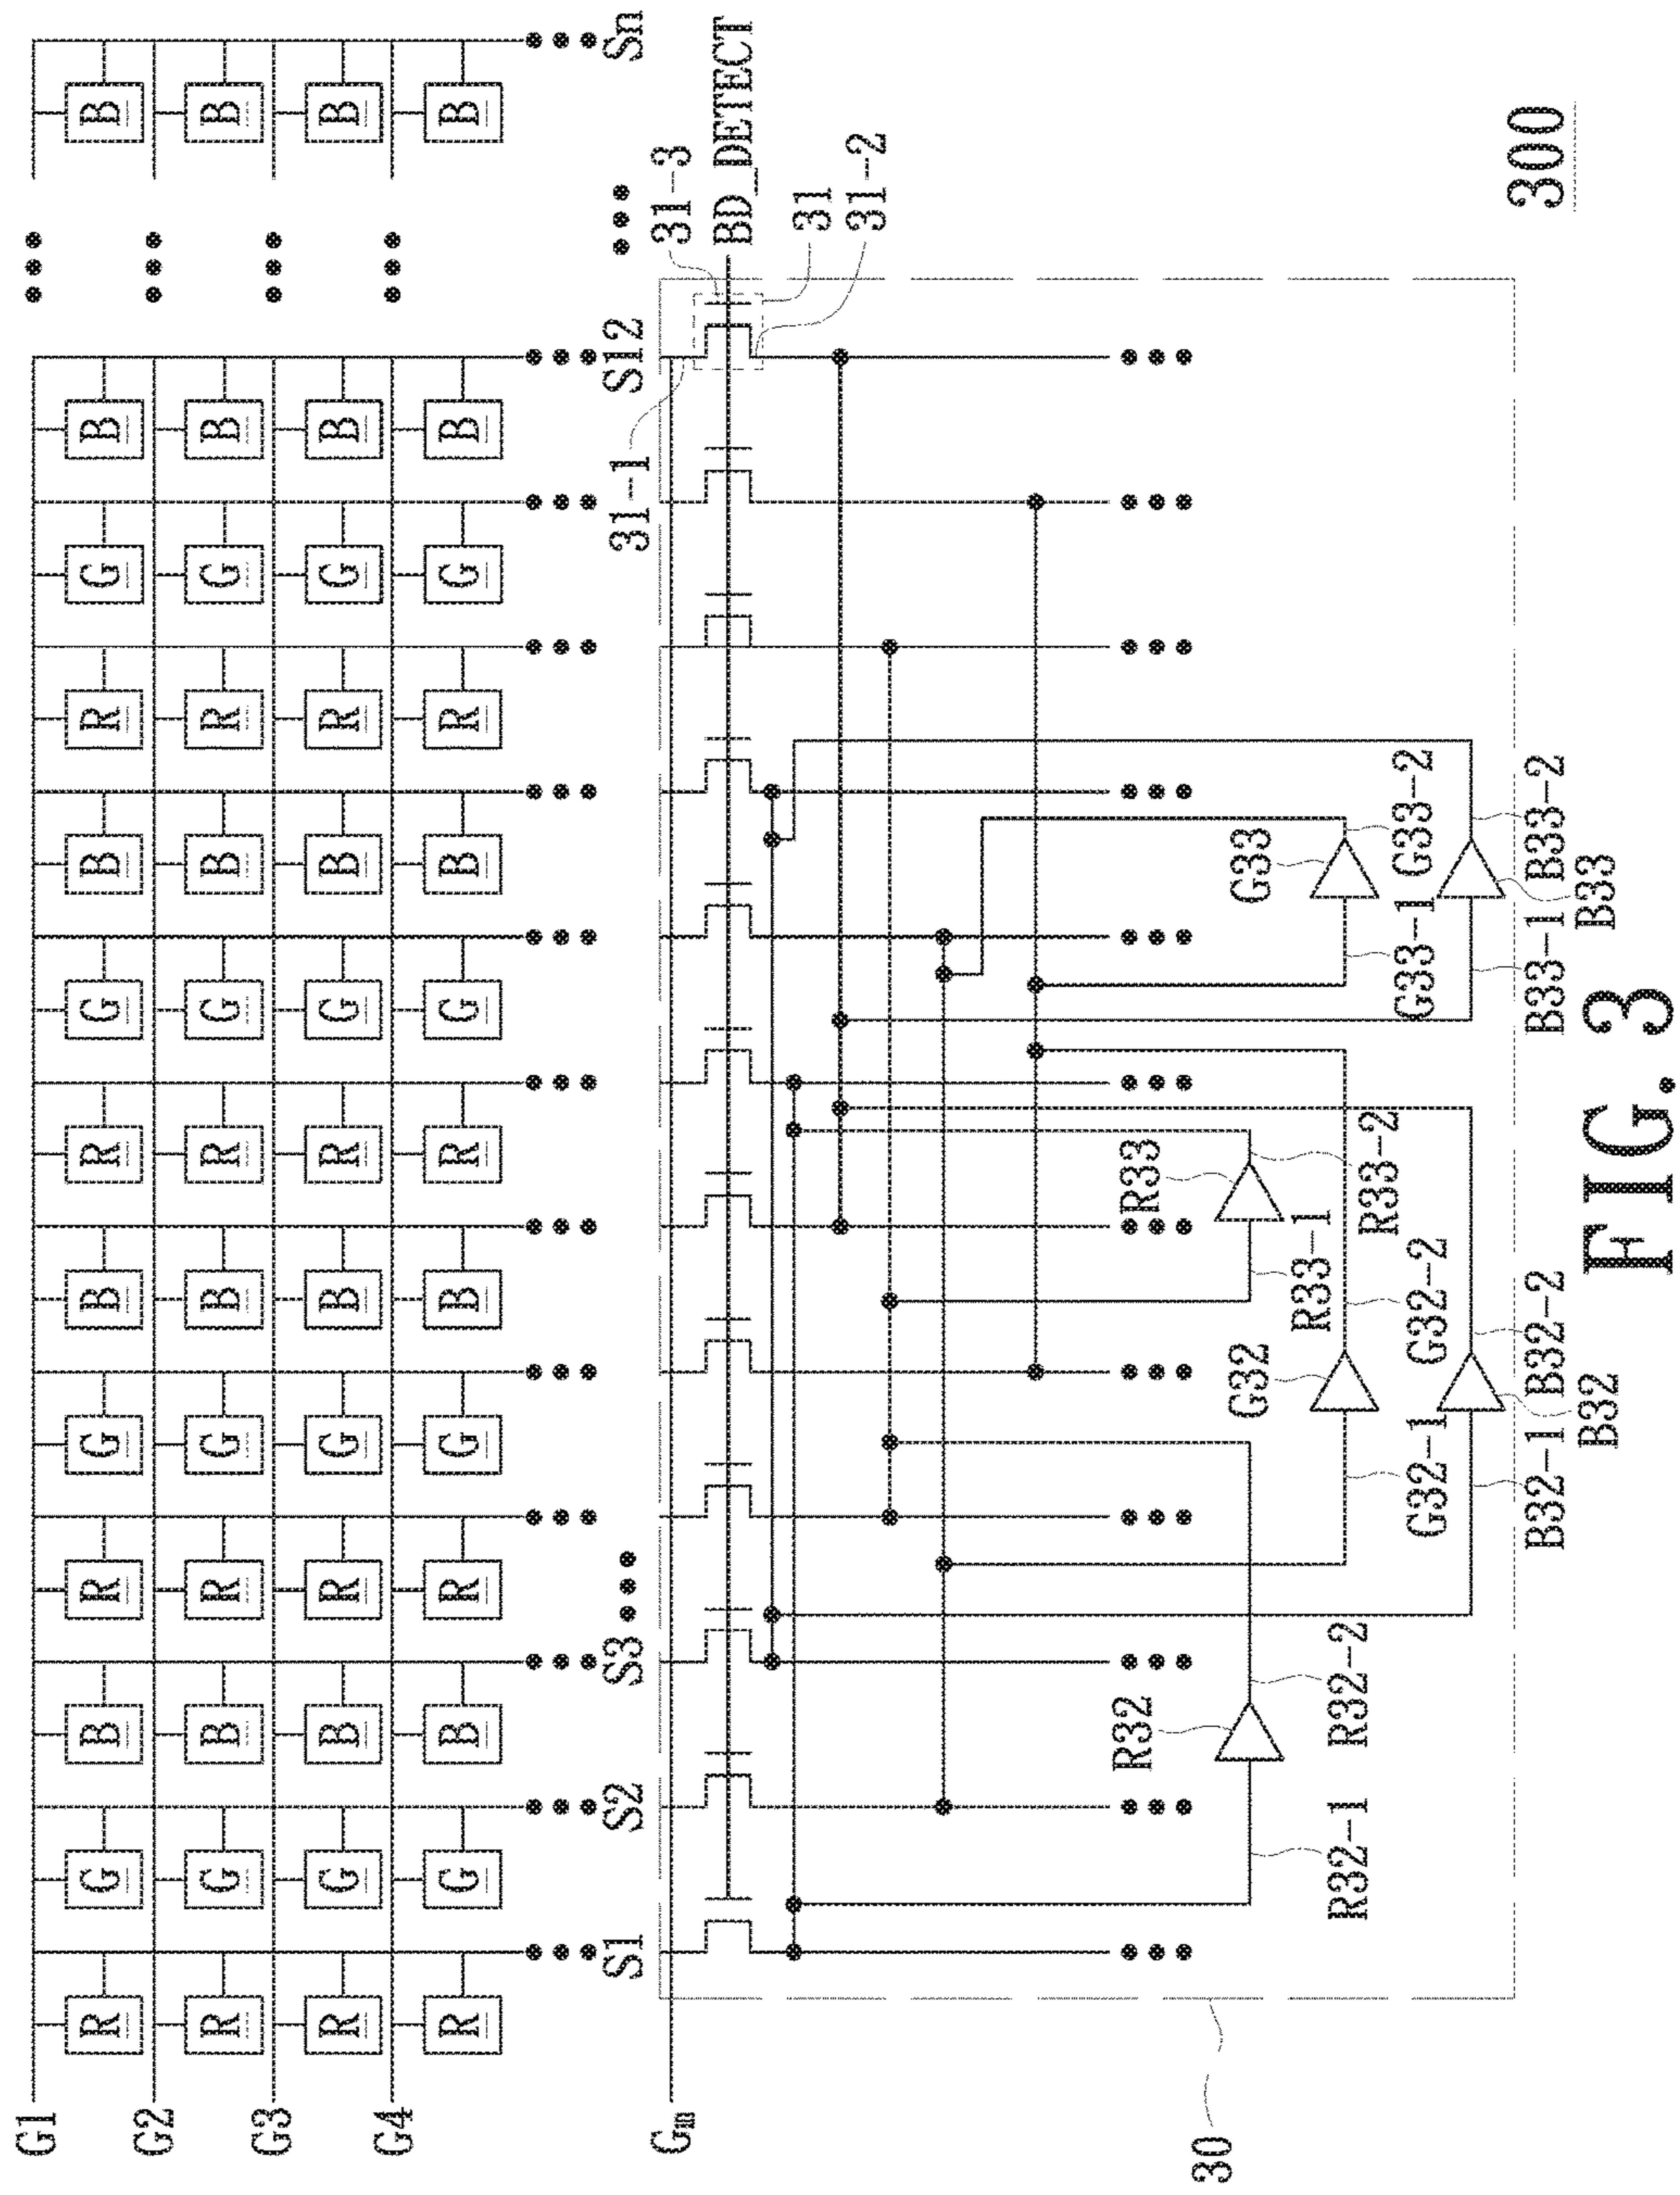 G1
R G B R G B R G B R G B B
G2
R G B R G B R G B R G B B
G3
R G B R G B R G B R G B B
G4
R G B R G B R G B R G B B
S1 S2 S3 S12 Sn
31-1
Gm
31-3
BD_DETECT
31
31-2
R32 R33
30
G32 G33
R33-1
R32-1 R32-2
R33-2
G33-1 G33-2
G32-1 G32-2
300
B32-1 B32-2 B33-1 B33-2
B32 B33
FIG. 3